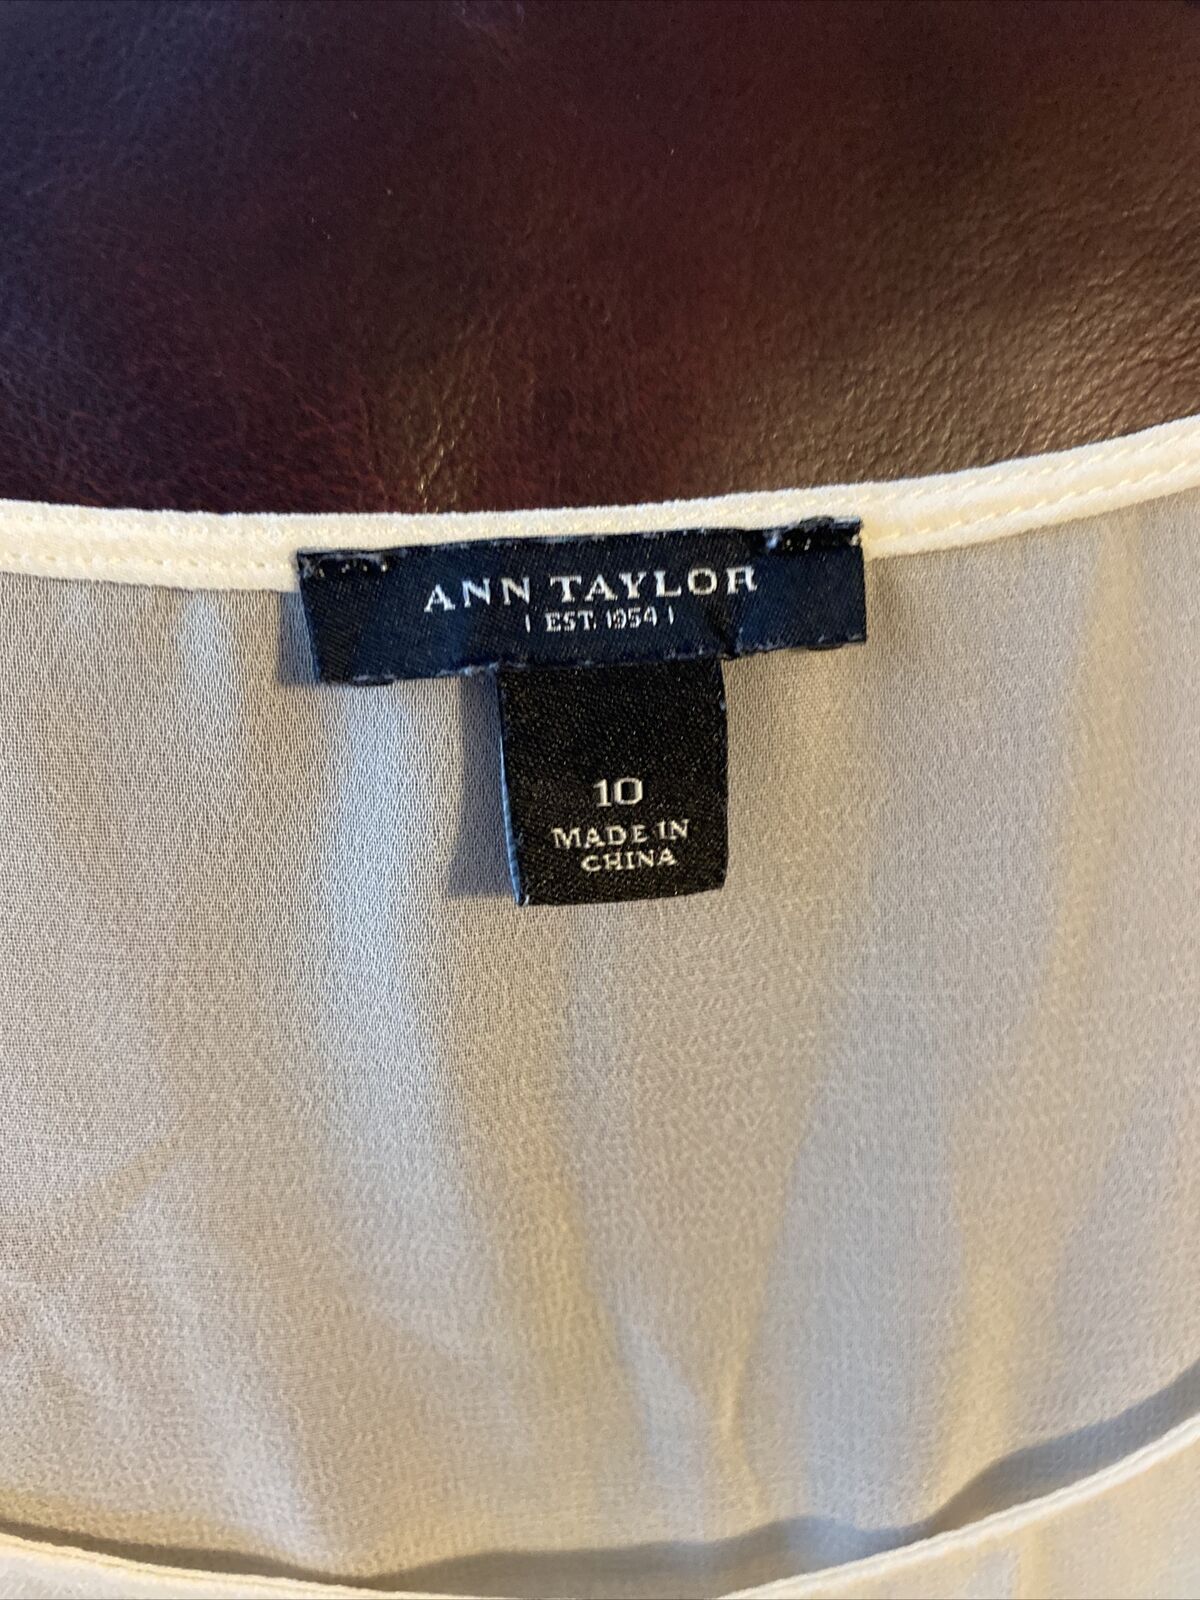 ANN TAYLOR
| EST. 1954 |
10
MADE IN
CHINA